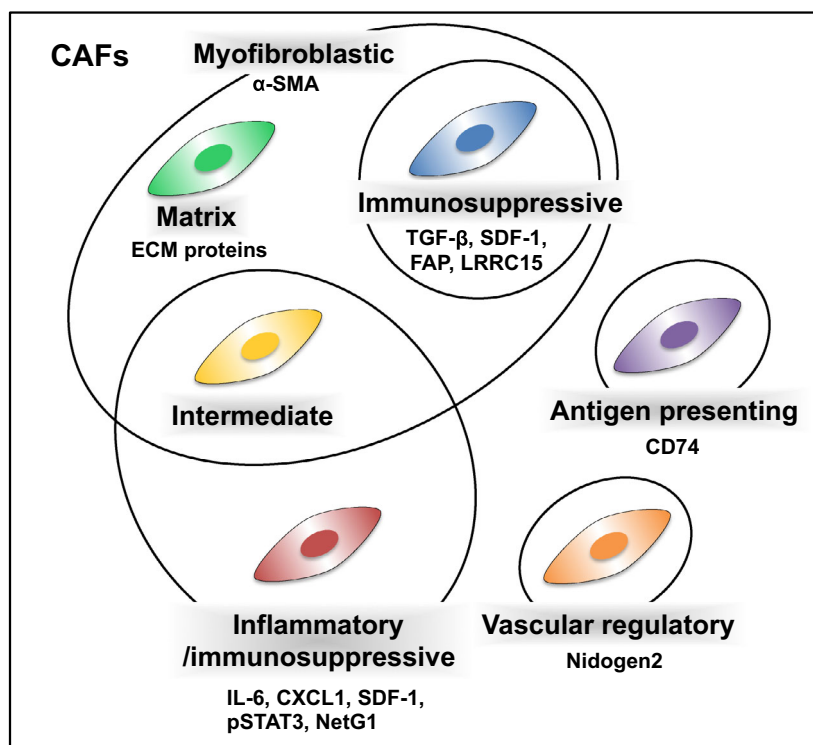 CAFs
Myofibroblastic
α-SMA
Matrix
ECM proteins
Immunosuppressive
TGF-β, SDF-1,
FAP, LRRC15
Intermediate
Antigen presenting
CD74
Inflammatory
/immunosuppressive
IL-6, CXCL1, SDF-1,
pSTAT3, NetG1
Vascular regulatory
Nidogen2